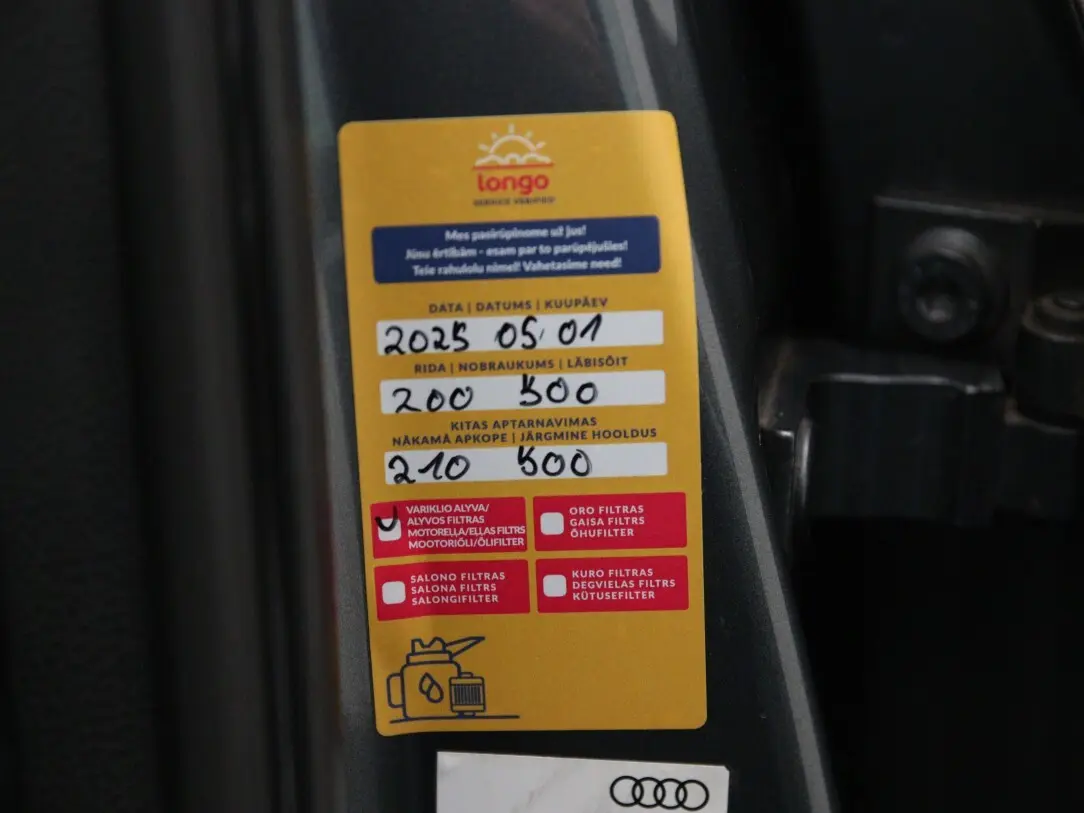 longo
SERVICE VERIFIED
Mes pasirūpinome už jus!
Jūsu ērtībām - esam par to parūpējušies!
Teie rahulolu nimel! Vahetasime need!
DATA | DATUMS | KUUPÄEV
2025 05.01
RIDA | NOBRAUKUMS | LÄBISÕIT
200 500
KITAS APTARNAVIMAS
NĀKAMĀ APKOPE | JÄRGMINE HOOLDUS
210 500
VARIKLIO ALYVA/
ALYVOS FILTRAS
MOTOREĻĻA/EĻĻAS FILTRS
MOOTORIÕLI/ÕLIFILTER
ORO FILTRAS
GAISA FILTRS
ÕHUFILTER
SALONO FILTRAS
SALONA FILTRS
SALONGIFILTER
KURO FILTRAS
DEGVIELAS FILTRS
KÜTUSEFILTER